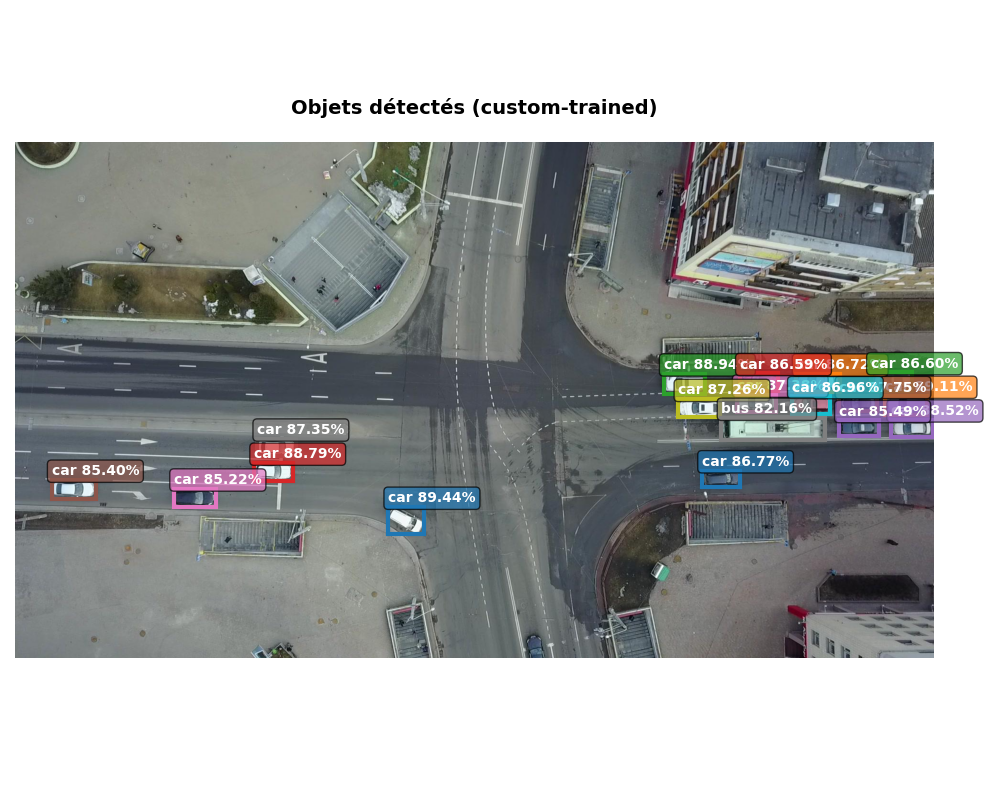 Objets détectés (custom-trained)
car 88.94
car 86.59%
86.72
car 86.60%
car 87.26%
37
car 86.96%
7.75%
.11%
bus 82.16%
car 85.49%
8.52%
car 87.35%
car 88.79%
car 85.40%
car 85.22%
car 86.77%
car 89.44%